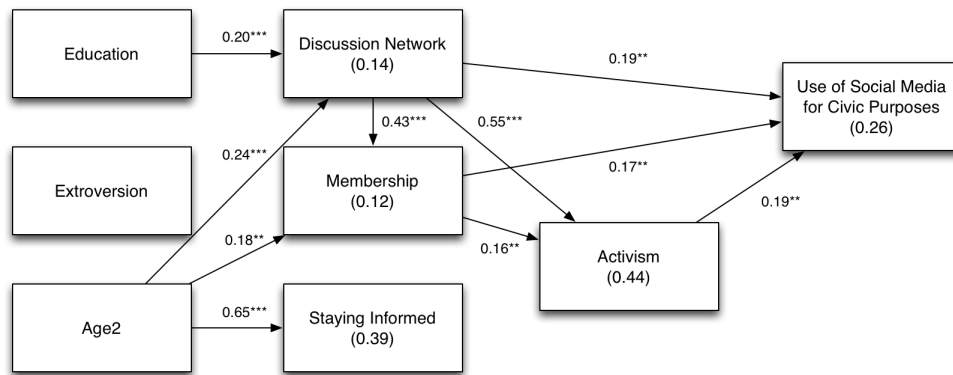 Education
0.20***
Discussion Network
(0.14)
0.19**
Use of Social Media
for Civic Purposes
(0.26)
0.43***
0.55***
0.24***
Extroversion
Membership
(0.12)
0.17**
0.18**
0.16**
0.19**
Activism
(0.44)
Age2
0.65***
Staying Informed
(0.39)